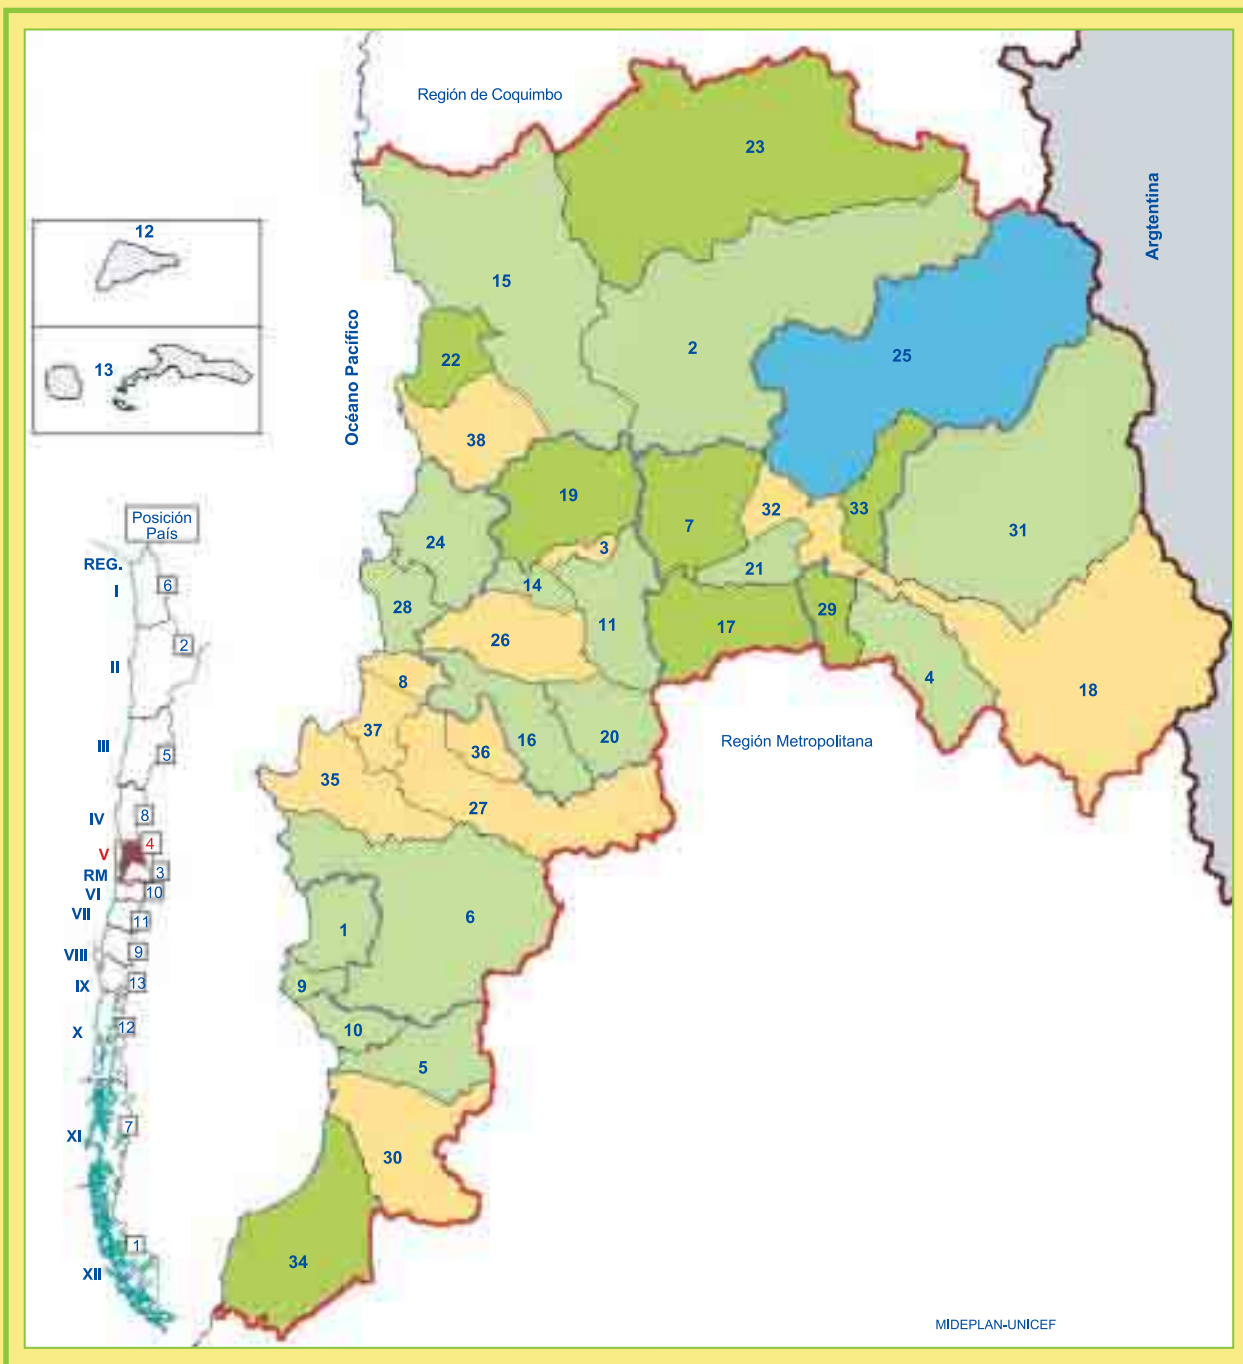 Región de Coquimbo
23
12
15
Océano Pacífico
Argtentina
13
22
2
25
38
19
7
32
33
31
3
24
14
21
28
26
11
17
29
4
18
8
37
36
16
20
35
27
Región Metropolitana
6
1
9
10
5
30
34
Posición
País
REG.
I
6
II
2
III
5
IV
8
V
4
RM
3
VI
10
VII
11
VIII
9
IX
13
X
12
XI
7
XII
1
MIDEPLAN-UNICEF